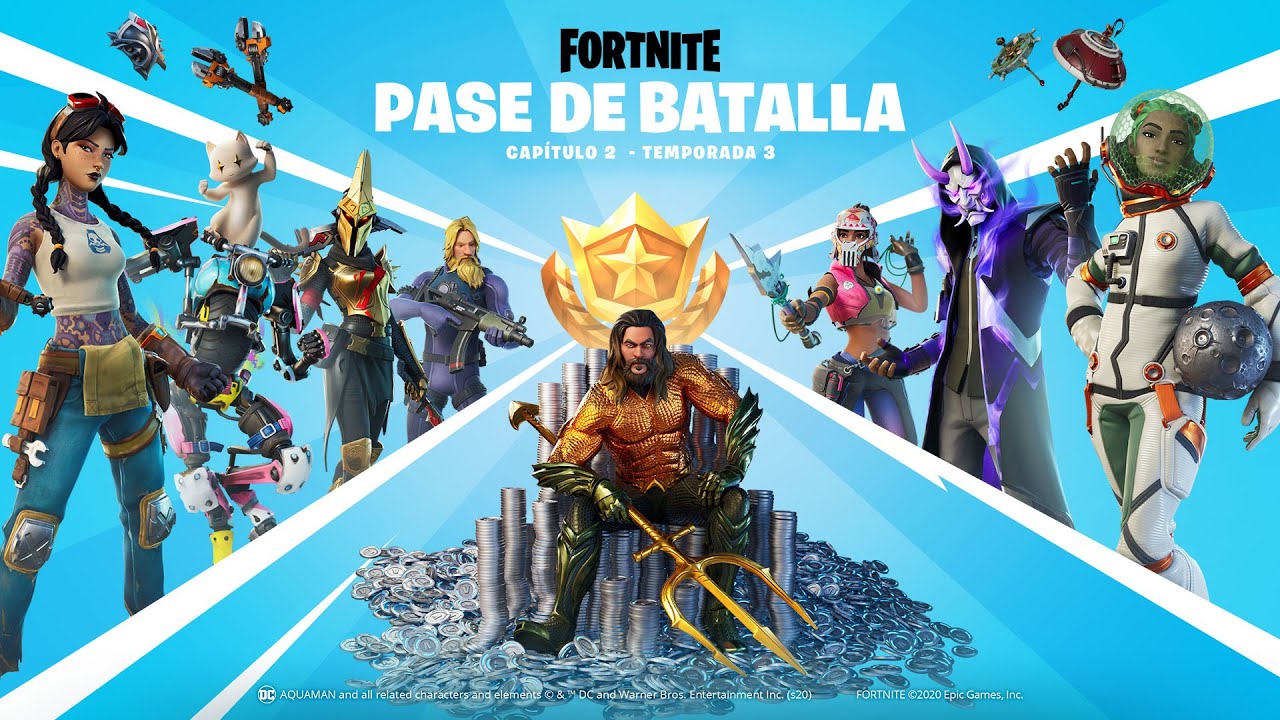 FORTNITE
PASE DE BATALLA
CAPÍTULO 2 - TEMPORADA 3
DC AQUAMAN and all related characters and elements © & ™ DC and Warner Bros. Entertainment Inc. (s20)
FORTNITE ©2020 Epic Games, Inc.